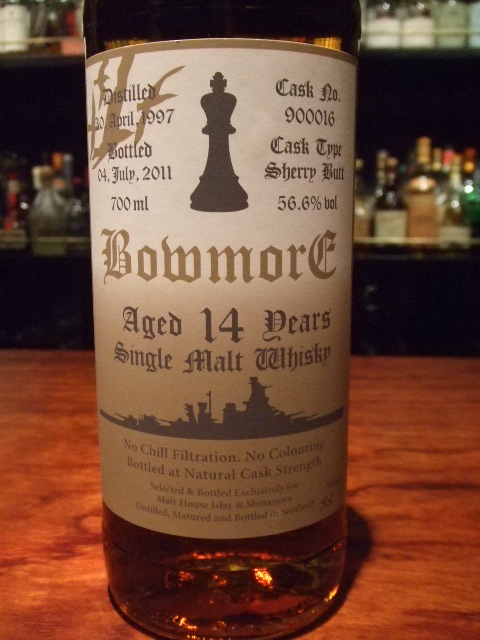 Distilled
20 April, 1997
Bottled
04, July, 2011
700 ml
Cask No.
900016
Cask Type
Sherry Butt
56.6% vol
BowmorE
Aged 14 Years
Single Malt Whisky
No Chill Filtration. No Colouring
Bottled at Natural Cask Strength
Selected & Bottled Exclusively for
Malt House Islay & Shinanoya
Distilled, Matured and Bottled in Scotland